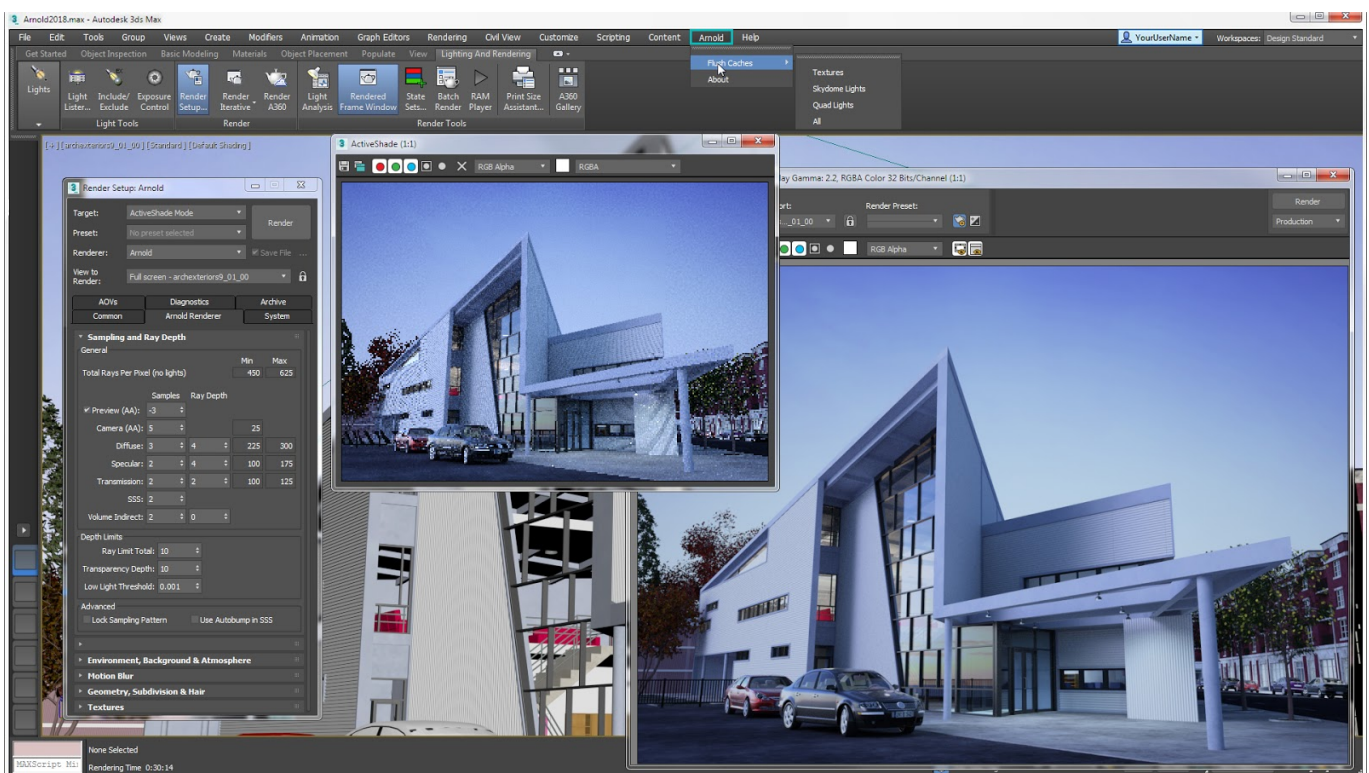 Arnold2018.max - Autodesk 3ds Max
File Edit Tools Group Views Create Modifiers Animation Graph Editors Rendering Civil View Customize Scripting Content Arnold Help
YourUserName Workspaces: Design Standard
Get Started Object Inspection Basic Modeling Materials Object Placement Populate View Lighting And Rendering
Flush Caches
About
Textures
Skydome Lights
Quad Lights
All
Lights
Light Lister...
Include/ Exclude
Exposure Control
Render Setup...
Render Iterative
Render A360
Light Analysis
Rendered Frame Window
State Sets...
Batch Render
RAM Player
Print Size Assistant...
A360 Gallery
Light Tools Render Render Tools
[+] [archexteriors9_01_00] [Standard] [Default Shading]
ActiveShade (1:1)
RGB Alpha RGBA
Render Setup: Arnold
Target: ActiveShade Mode
Render
Preset: No preset selected
Renderer: Arnold Save File ...
View to
Render: Full screen - archexteriors9_01_00
AOVs Diagnostics Archive
Common Arnold Renderer System
Sampling and Ray Depth
General
Min Max
Total Rays Per Pixel (no lights) 450 625
Samples Ray Depth
Preview (AA): -3
Camera (AA): 5 25
Diffuse: 3 4 225 300
Specular: 2 4 100 175
Transmission: 2 2 100 125
SSS: 2
Volume Indirect: 2 0
Depth Limits
Ray Limit Total: 10
Transparency Depth: 10
Low Light Threshold: 0.001
Advanced
Lock Sampling Pattern Use Autobump in SSS
Environment, Background & Atmosphere
Motion Blur
Geometry, Subdivision & Hair
Textures
lay Gamma: 2.2, RGBA Color 32 Bits/Channel (1:1)
ort: Render Preset: Render
_01_00 Production
RGB Alpha
None Selected
MAXScript Mi: Rendering Time 0:30:14